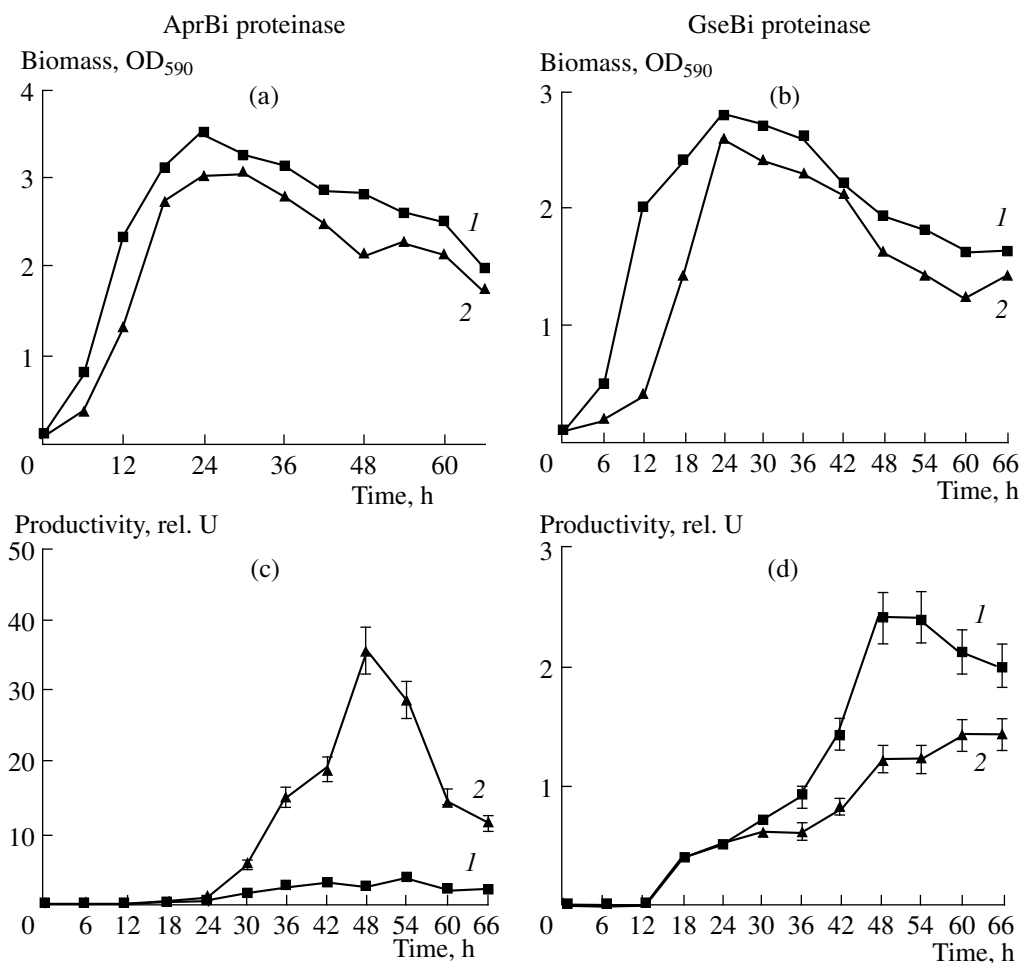 AprBi proteinase
Biomass, OD590
(a)
4
3
2
1
0
12 24 36 48 60
Time, h
1
2
GseBi proteinase
Biomass, OD590
(b)
3
2
1
0
6 12 18 24 30 36 42 48 54 60 66
Time, h
1
2
Productivity, rel. U
(c)
50
40
30
20
10
0
6 12 18 24 30 36 42 48 54 60 66
Time, h
2
1
Productivity, rel. U
(d)
3
2
1
0
6 12 18 24 30 36 42 48 54 60 66
Time, h
1
2